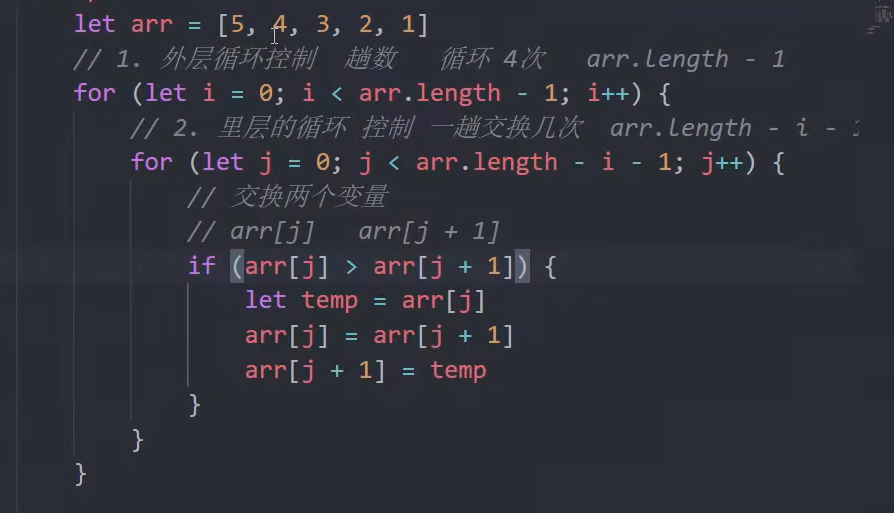 let arr = [5, 4, 3, 2, 1]
// 1. 外层循环控制 趟数 循环 4次 arr.length - 1
for (let i = 0; i < arr.length - 1; i++) {
// 2. 里层的循环 控制 一趟交换几次 arr.length - i -
for (let j = 0; j < arr.length - i - 1; j++) {
// 交换两个变量
// arr[j] arr[j + 1]
if (arr[j] > arr[j + 1]) {
let temp = arr[j]
arr[j] = arr[j + 1]
arr[j + 1] = temp
}
}
}